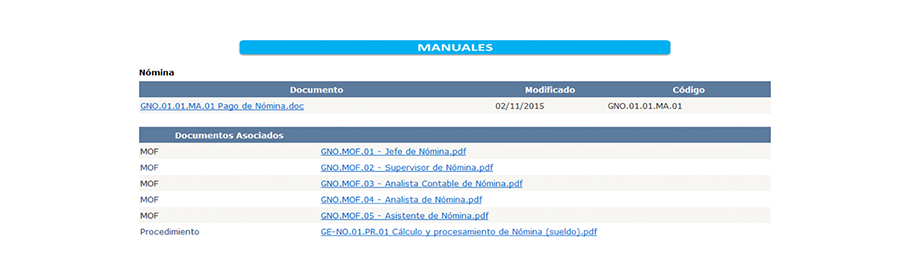 MANUALES
Nómina
Documento Modificado Código
GNO.01.01.MA.01 Pago de Nómina.doc 02/11/2015 GNO.01.01.MA.01
Documentos Asociados
MOF GNO.MOF.01 - Jefe de Nómina.pdf
MOF GNO.MOF.02 - Supervisor de Nómina.pdf
MOF GNO.MOF.03 - Analista Contable de Nómina.pdf
MOF GNO.MOF.04 - Analista de Nómina.pdf
MOF GNO.MOF.05 - Asistente de Nómina.pdf
Procedimiento GE-NO.01.PR.01 Cálculo y procesamiento de Nómina (sueldo).pdf